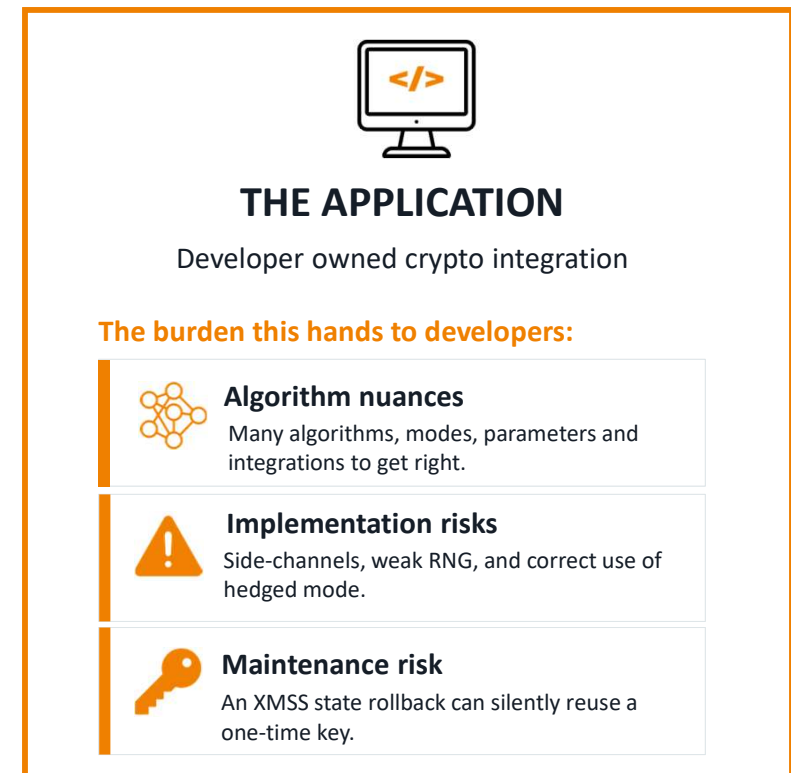 </>
THE APPLICATION
Developer owned crypto integration
The burden this hands to developers:
Algorithm nuances
Many algorithms, modes, parameters and
integrations to get right.
Implementation risks
Side-channels, weak RNG, and correct use of
hedged mode.
Maintenance risk
An XMSS state rollback can silently reuse a
one-time key.